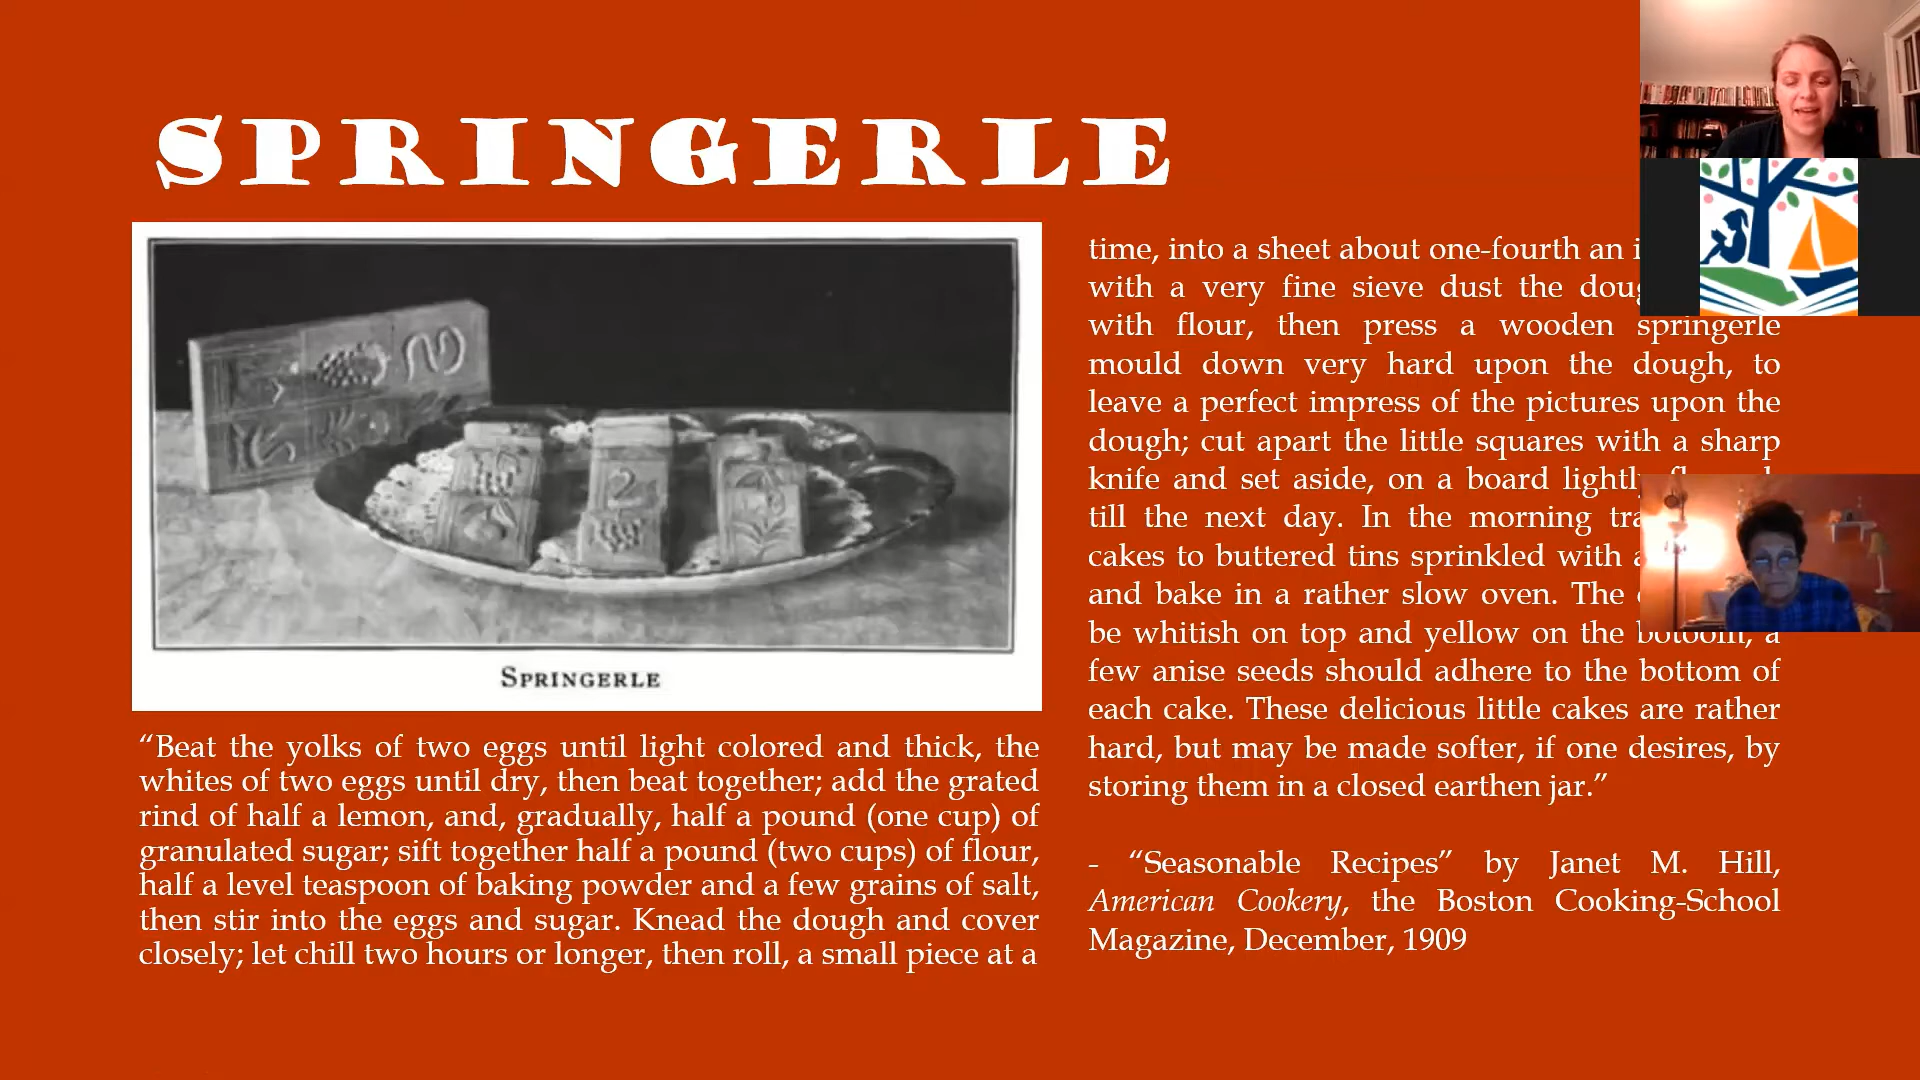 SPRINGERLE
SPRINGERLE
“Beat the yolks of two eggs until light colored and thick, the
whites of two eggs until dry, then beat together; add the grated
rind of half a lemon, and, gradually, half a pound (one cup) of
granulated sugar; sift together half a pound (two cups) of flour,
half a level teaspoon of baking powder and a few grains of salt,
then stir into the eggs and sugar. Knead the dough and cover
closely; let chill two hours or longer, then roll, a small piece at a
time, into a sheet about one-fourth an
with a very fine sieve dust the
with flour, then press a wooden springerle
mould down very hard upon the dough, to
leave a perfect impress of the pictures upon the
dough; cut apart the little squares with a sharp
knife and set aside, on a board
till the next day. In the morning
cakes to buttered tins sprinkled with
and bake in a rather slow oven. The
be whitish on top and yellow on the a
few anise seeds should adhere to the bottom of
each cake. These delicious little cakes are rather
hard, but may be made softer, if one desires, by
storing them in a closed earthen jar.”
- “Seasonable Recipes” by Janet M. Hill,
American Cookery, the Boston Cooking-School
Magazine, December, 1909